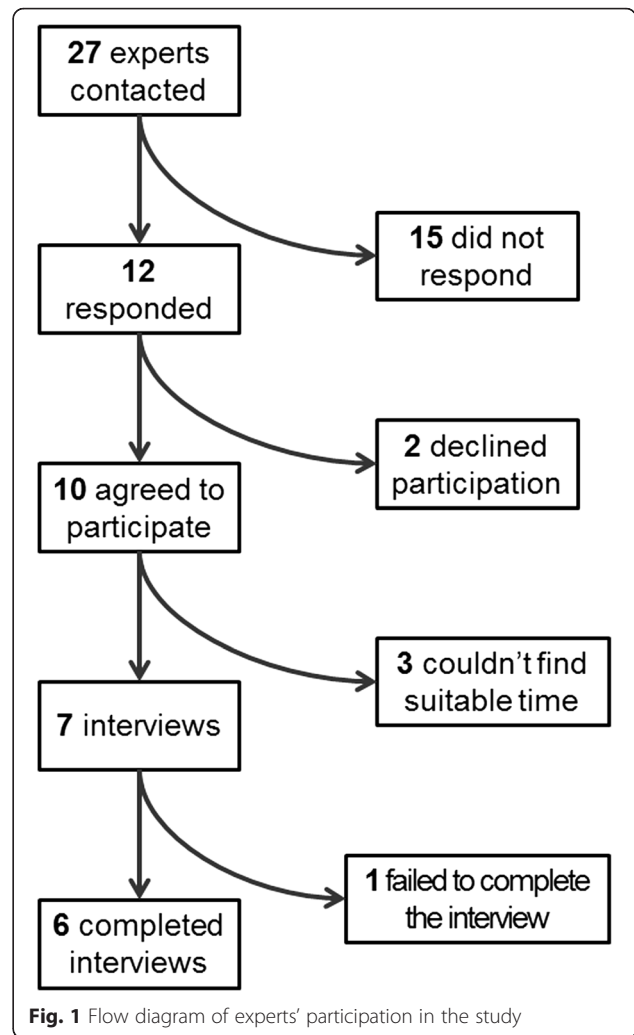 27 experts
contacted
15 did not
respond
12
responded
2 declined
participation
10 agreed to
participate
3 couldn't find
suitable time
7 interviews
1 failed to complete
the interview
6 completed
interviews
Fig. 1 Flow diagram of experts' participation in the study